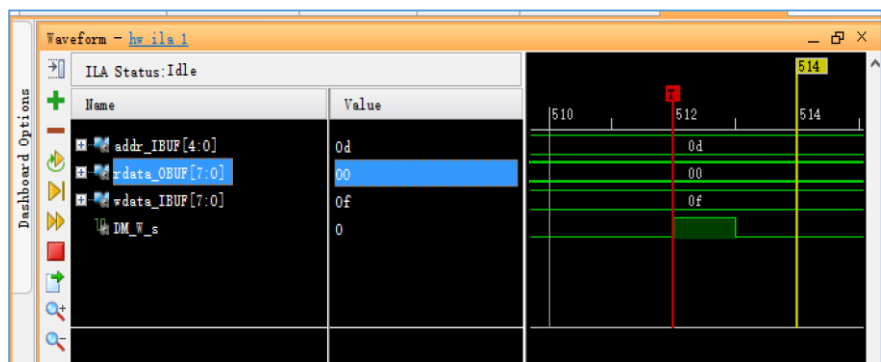 Waveform - hw_ila_1
Dashboard Options
ILA Status:Idle
Name Value
addr_IBUF[4:0] 0d
rdata_OBUF[7:0] 00
wdata_IBUF[7:0] 0f
DM_W_s 0
514
T
510 512 514
0d
00
0f